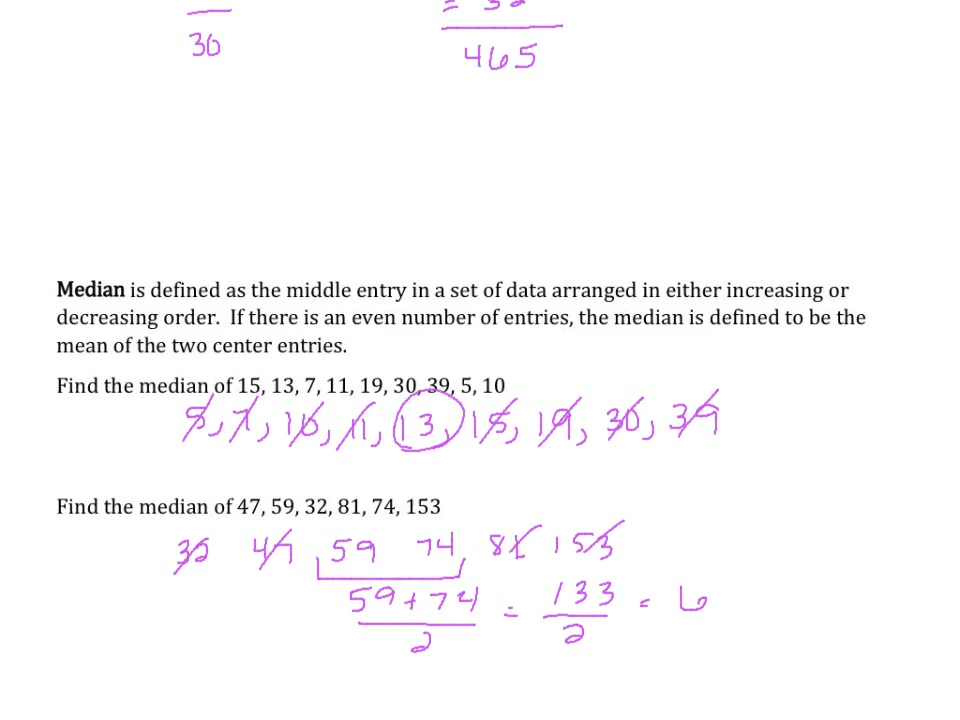 30
465
Median is defined as the middle entry in a set of data arranged in either increasing or
decreasing order. If there is an even number of entries, the median is defined to be the
mean of the two center entries.
Find the median of 15, 13, 7, 11, 19, 30, 39, 5, 10
5, 7, 10, 11, 13, 15, 19, 30, 39
Find the median of 47, 59, 32, 81, 74, 153
32 47 59 74 81 153
59+74 = 133 = 6
2 2